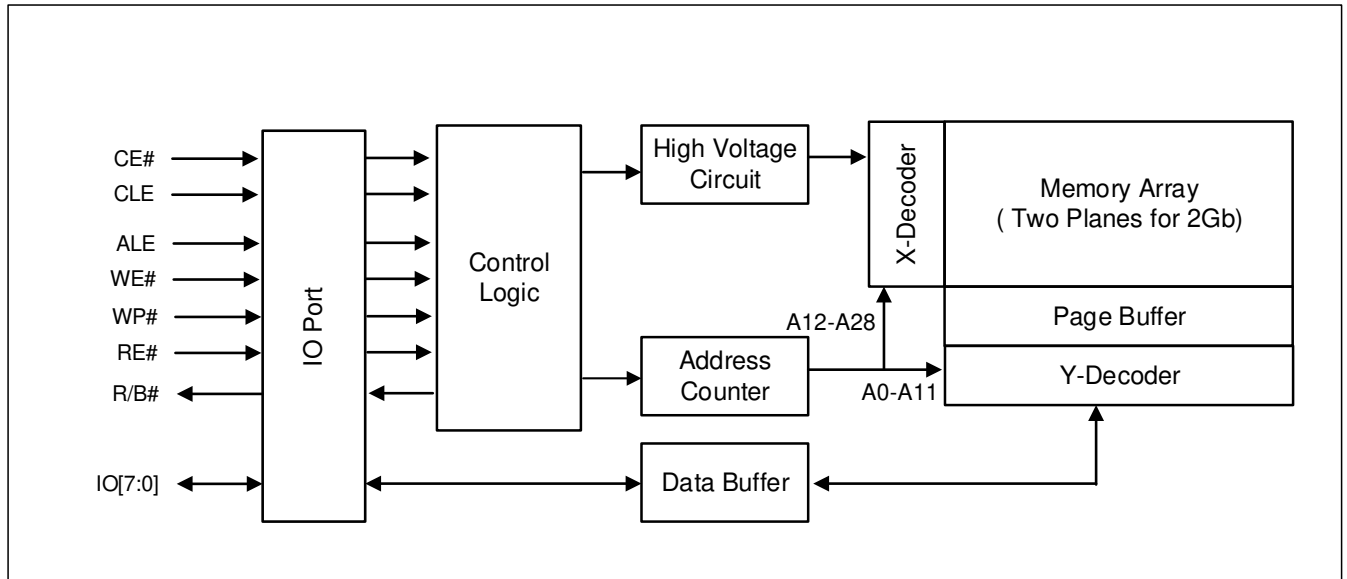 CE#
CLE
ALE
WE#
WP#
RE#
R/B#
IO[7:0]
IO Port
Control
Logic
High Voltage
Circuit
Address
Counter
Data Buffer
A12-A28
A0-A11
X-Decoder
Memory Array
( Two Planes for 2Gb)
Page Buffer
Y-Decoder